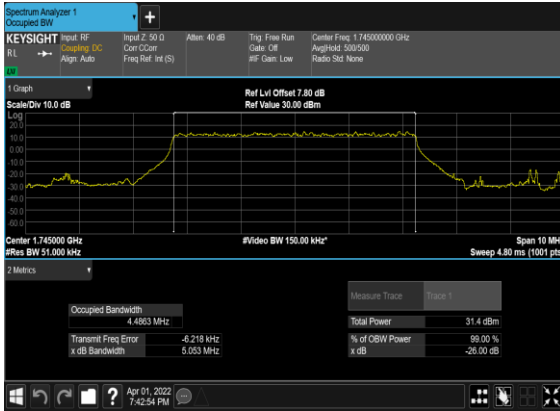 Spectrum Analyzer 1
Occupied BW
+
KEYSIGHT Input: RF Input Z: 50 Ω Atten: 40 dB Trig: Free Run Center Freq: 1.745000000 GHz
RL Coupling: DC Corr CCorr Gate: Off Avg|Hold: 500/500
Align: Auto Freq Ref: Int (S) #IF Gain: Low Radio Std: None
1 Graph
Scale/Div 10.0 dB Ref Lvl Offset 7.80 dB
Ref Value 30.00 dBm
Log
20.0
10.0
0.00
-10.0
-20.0
-30.0
-40.0
-50.0
-60.0
Center 1.745000 GHz #Video BW 150.00 kHz* Span 10 MH
#Res BW 51.000 kHz Sweep 4.80 ms (1001 pts
2 Metrics
Measure Trace Trace 1
Occupied Bandwidth
4.4863 MHz Total Power 31.4 dBm
Transmit Freq Error -6.218 kHz % of OBW Power 99.00 %
x dB Bandwidth 5.053 MHz x dB -26.00 dB
? Apr 01, 2022
7:42:54 PM